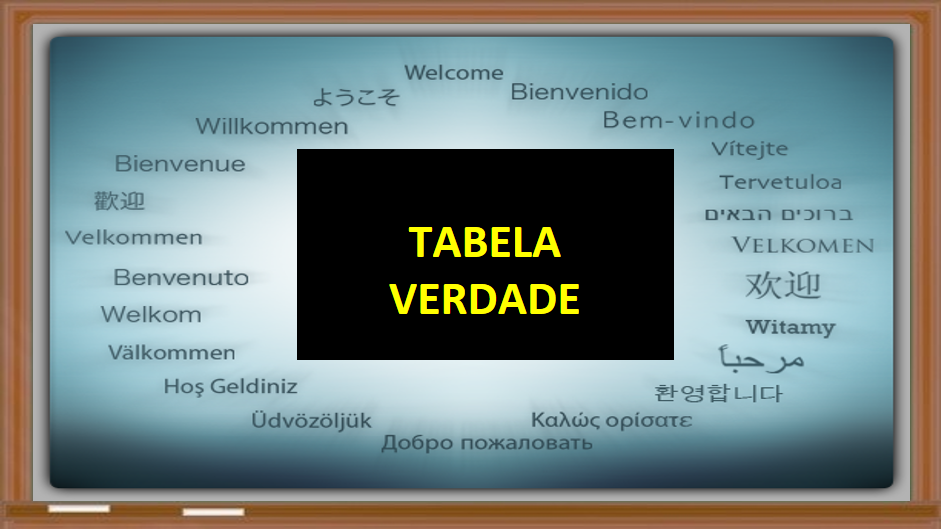 Welcome
ようこそ
Bienvenido
Willkommen
Bem-vindo
Bienvenue
Vítejte
歡迎
Tervetuloa
ברוכים הבאים
Velkommen
VELKOMEN
TABELA
VERDADE
Benvenuto
欢迎
Welkom
Witamy
Välkommen
مرحباً
Hoş Geldiniz
환영합니다
Üdvözöljük
Καλώς ορίσατε
Добро пожаловать